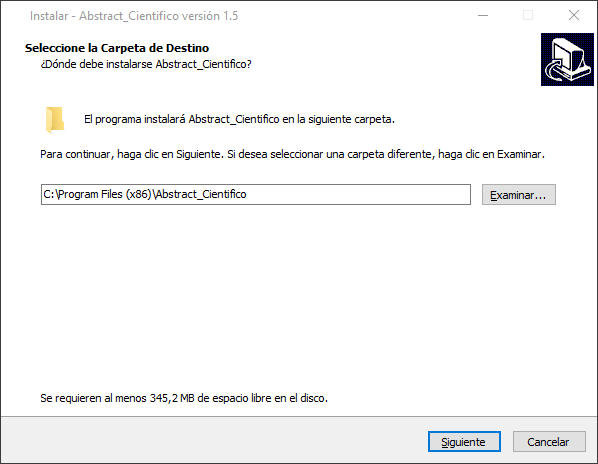 Instalar - Abstract_Cientifico versión 1.5
Seleccione la Carpeta de Destino
¿Dónde debe instalarse Abstract_Cientifico?
El programa instalará Abstract_Cientifico en la siguiente carpeta.
Para continuar, haga clic en Siguiente. Si desea seleccionar una carpeta diferente, haga clic en Examinar.
C:\Program Files (x86)\Abstract_Cientifico
Examinar...
Se requieren al menos 345,2 MB de espacio libre en el disco.
Siguiente
Cancelar